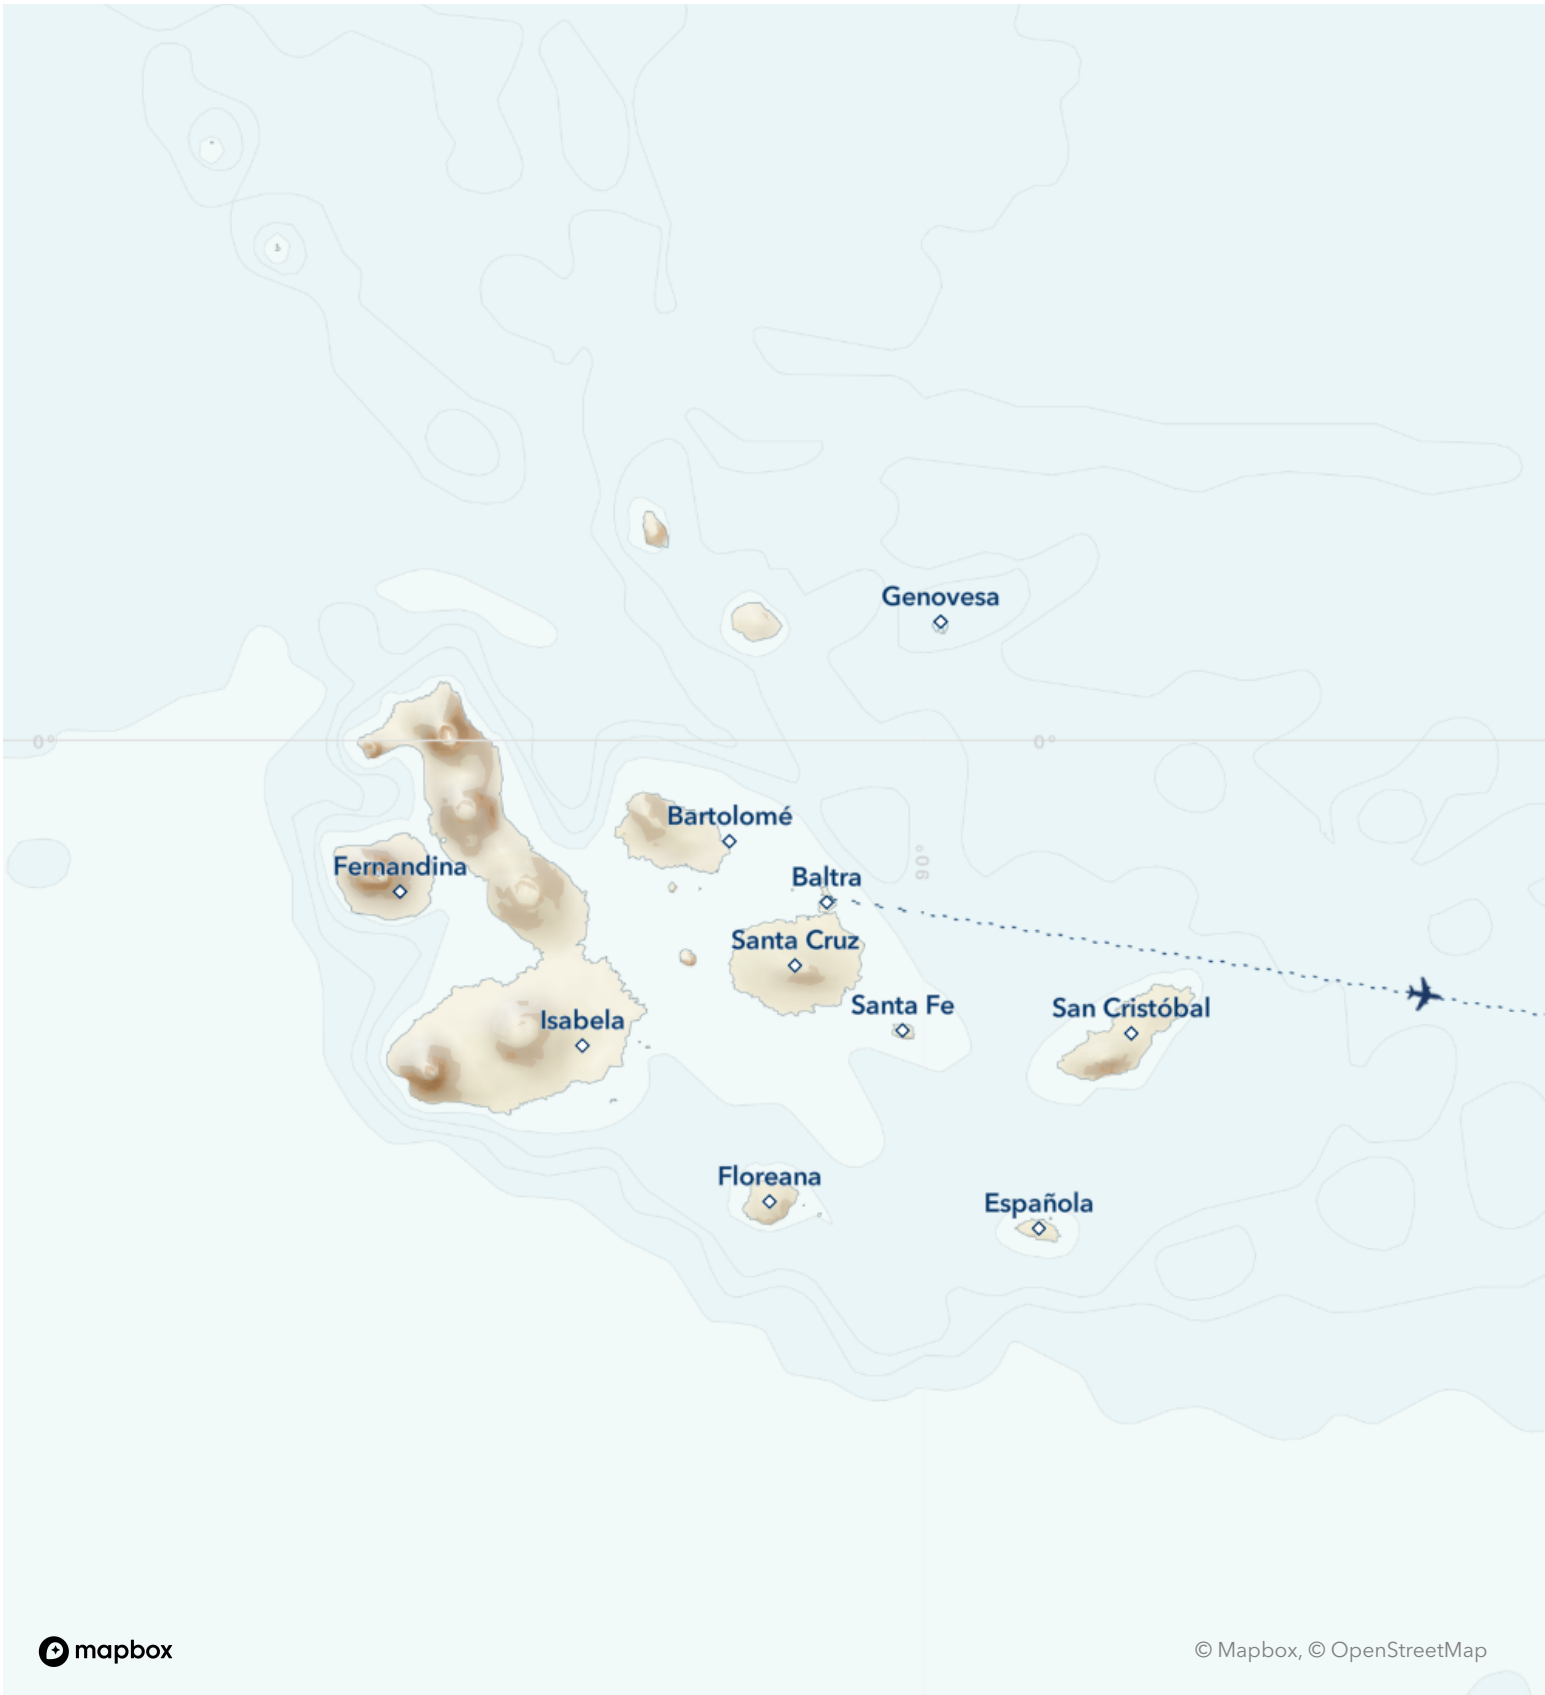 Genovesa
0°
0°
Bartolomé
Fernandina
90°
Baltra
Santa Cruz
Santa Fe
San Cristóbal
Isabela
Floreana
Española
mapbox
© Mapbox, © OpenStreetMap